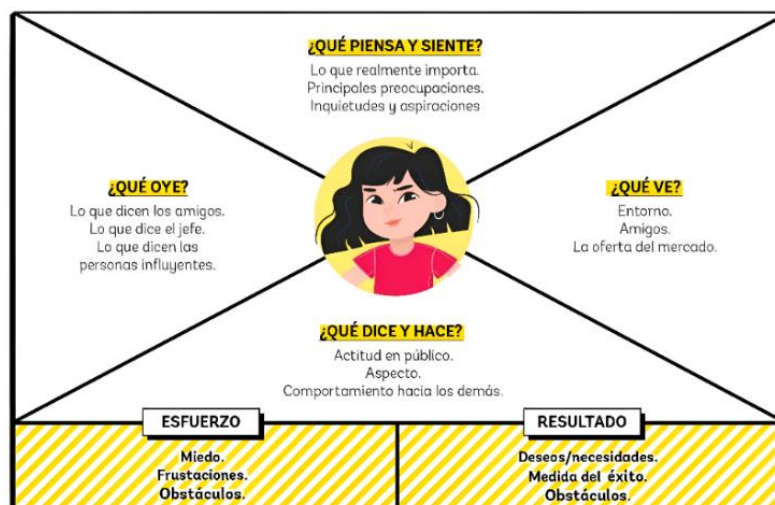 ¿QUÉ PIENSA Y SIENTE?
Lo que realmente importa.
Principales preocupaciones.
Inquietudes y aspiraciones
¿QUÉ OYE?
Lo que dicen los amigos.
Lo que dice el jefe.
Lo que dicen las
personas influyentes.
¿QUÉ VE?
Entorno.
Amigos.
La oferta del mercado.
¿QUÉ DICE Y HACE?
Actitud en público.
Aspecto.
Comportamiento hacia los demás.
ESFUERZO
Miedo.
Frustaciones.
Obstáculos.
RESULTADO
Deseos/necesidades.
Medida del éxito.
Obstáculos.